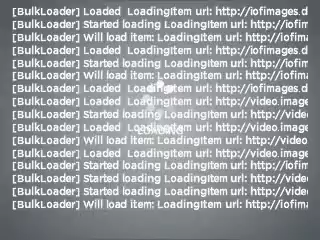 [BulkLoader] Loaded LoadingItem url: http://iofimages.d
[BulkLoader] Started loading LoadingItem url: http://iofim
[BulkLoader] Will load item: LoadingItem url: http://iofima
[BulkLoader] Loaded LoadingItem url: http://iofimages.d
[BulkLoader] Started loading LoadingItem url: http://iofim
[BulkLoader] Will load item: LoadingItem url: http://iofima
[BulkLoader] Loaded LoadingItem url: http://iofimages.d
[BulkLoader] Loaded LoadingItem url: http://video.image
[BulkLoader] Started loading LoadingItem url: http://vide
[BulkLoader] Loaded LoadingItem url: http://video.image
LOADING
[BulkLoader] Will load item: LoadingItem url: http://video
[BulkLoader] Loaded LoadingItem url: http://video.image
[BulkLoader] Started loading LoadingItem url: http://iofim
[BulkLoader] Started loading LoadingItem url: http://vide
[BulkLoader] Started loading LoadingItem url: http://vide
[BulkLoader] Will load item: LoadingItem url: http://iofima